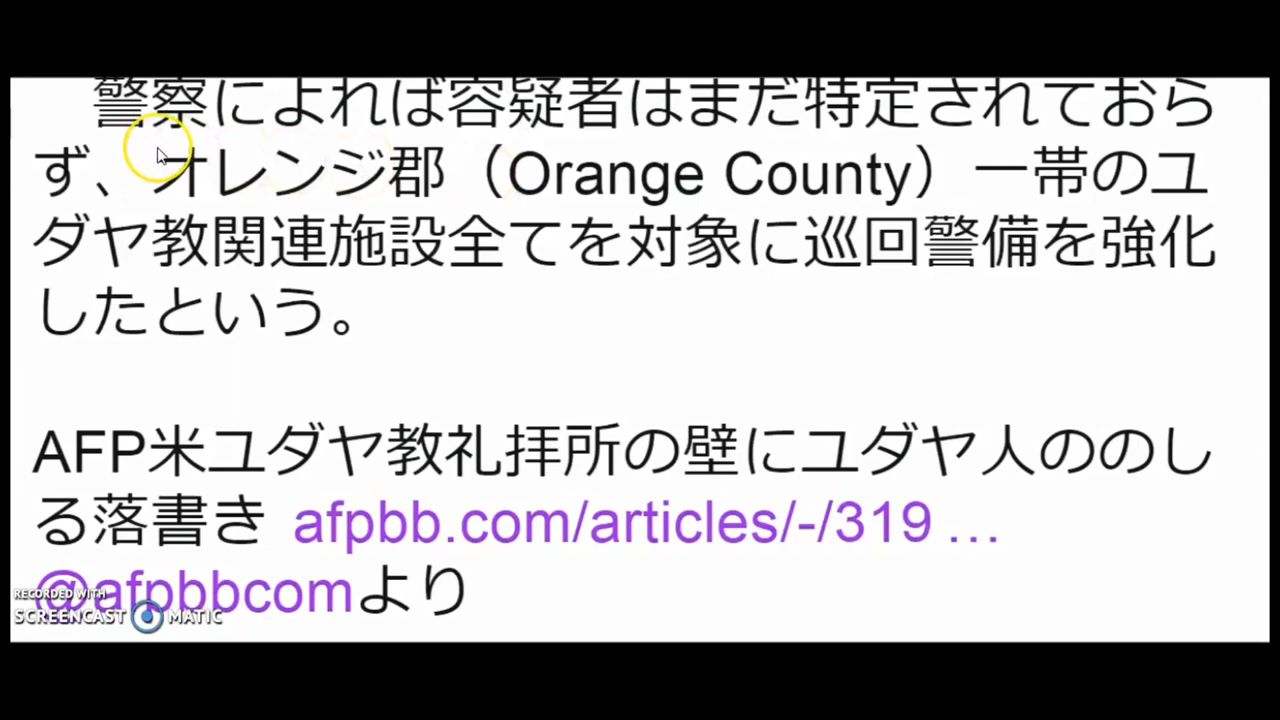 警察によれば容疑者はまだ特定されておら
ず、オレンジ郡（Orange County）一帯のユ
ダヤ教関連施設全てを対象に巡回警備を強化
したという。
AFP米ユダヤ教礼拝所の壁にユダヤ人ののし
る落書き afpbb.com/articles/-/319 …
@afpbbcomより
RECORDED WITH
SCREENCAST MATIC